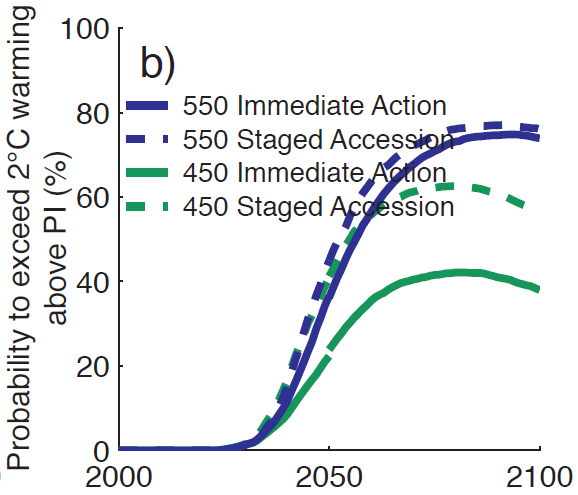 Probability to exceed 2°C warming
above PI (%)
100
80
60
40
20
0
b)
550 Immediate Action
550 Staged Accession
450 Immediate Action
450 Staged Accession
2000
2050
2100